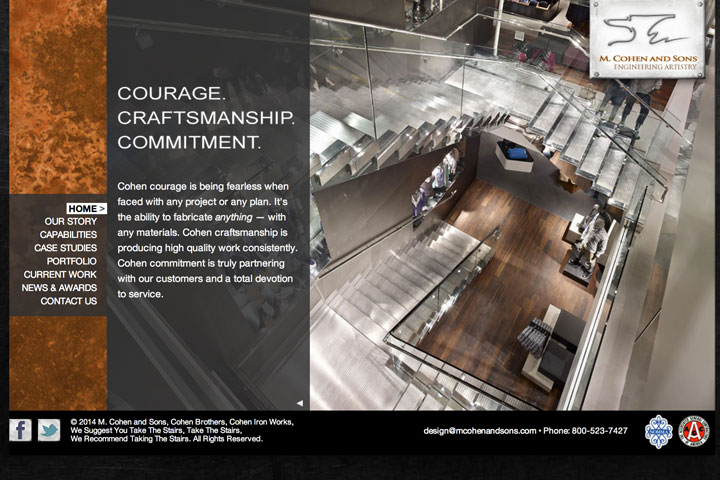 M. COHEN AND SONS
ENGINEERING ARTISTRY
COURAGE.
CRAFTSMANSHIP.
COMMITMENT.
Cohen courage is being fearless when
faced with any project or any plan. It's
the ability to fabricate anything — with
any materials. Cohen craftsmanship is
producing high quality work consistently.
Cohen commitment is truly partnering
with our customers and a total devotion
to service.
HOME >
OUR STORY
CAPABILITIES
CASE STUDIES
PORTFOLIO
CURRENT WORK
NEWS & AWARDS
CONTACT US
© 2014 M. Cohen and Sons, Cohen Brothers, Cohen Iron Works,
We Suggest You Take The Stairs, Take The Stairs,
We Recommend Taking The Stairs. All Rights Reserved.
design@mcohenandsons.com • Phone: 800-523-7427
NOMMA